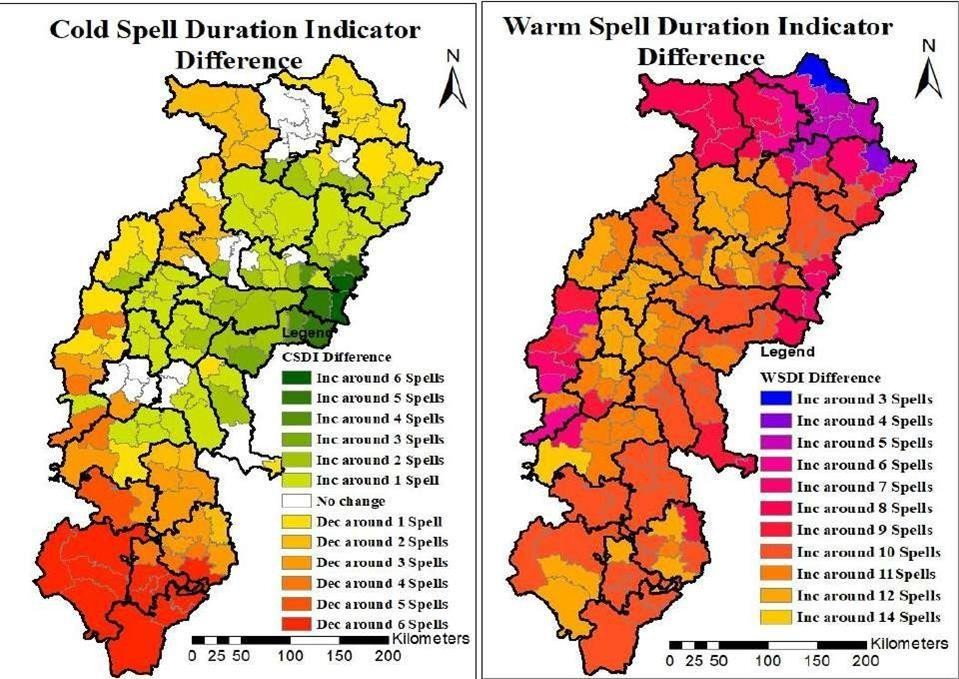 Cold Spell Duration Indicator
Difference
N
Legend
CSDI Difference
Inc around 6 Spells
Inc around 5 Spells
Inc around 4 Spells
Inc around 3 Spells
Inc around 2 Spells
Inc around 1 Spell
No change
Dec around 1 Spell
Dec around 2 Spells
Dec around 3 Spells
Dec around 4 Spells
Dec around 5 Spells
Dec around 6 Spells
Kilometers
0 25 50 100 150 200
Warm Spell Duration Indicator
Difference
N
Legend
WSDI Difference
Inc around 3 Spells
Inc around 4 Spells
Inc around 5 Spells
Inc around 6 Spells
Inc around 7 Spells
Inc around 8 Spells
Inc around 9 Spells
Inc around 10 Spells
Inc around 11 Spells
Inc around 12 Spells
Inc around 14 Spells
Kilometers
0 25 50 100 150 200